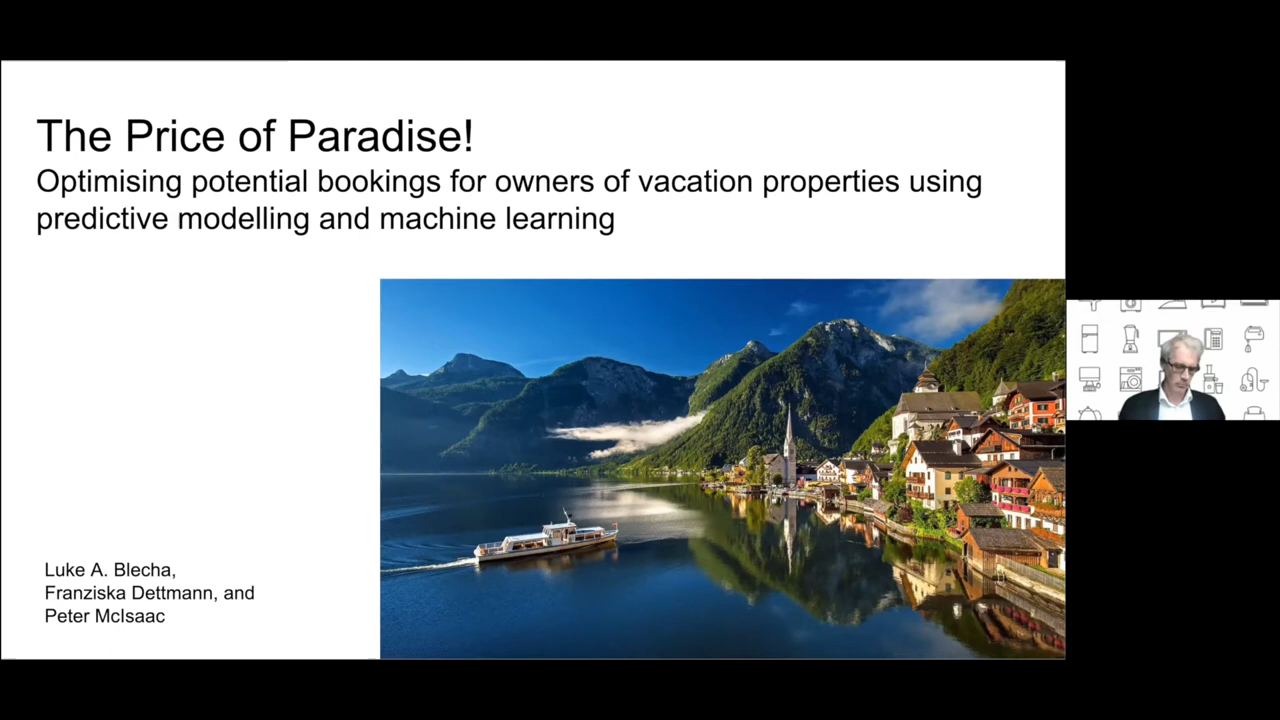 The Price of Paradise!
Optimising potential bookings for owners of vacation properties using
predictive modelling and machine learning
Luke A. Blecha,
Franziska Dettmann, and
Peter McIsaac